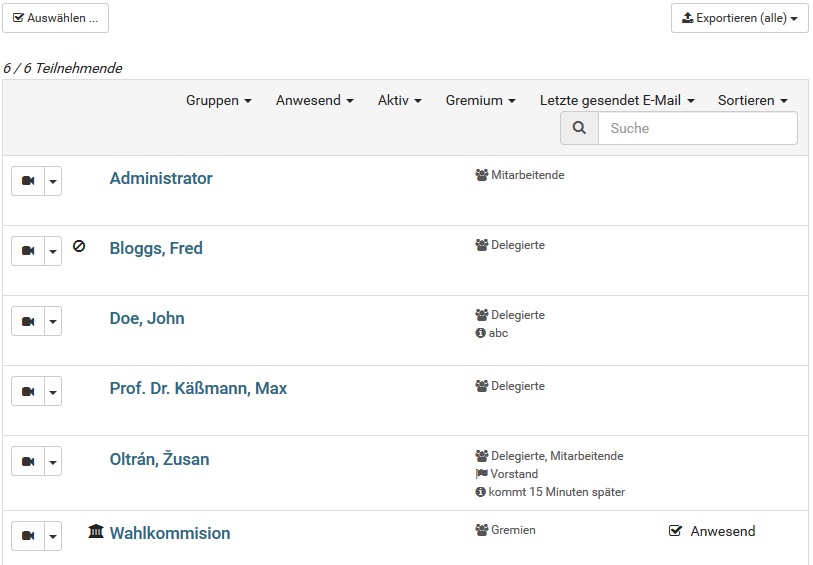 Auswählen ... Exportieren (alle)
6 / 6 Teilnehmende
Gruppen Anwesend Aktiv Gremium Letzte gesendet E-Mail Sortieren
Suche
Administrator Mitarbeitende
Bloggs, Fred Delegierte
Doe, John Delegierte
abc
Prof. Dr. Käßmann, Max Delegierte
Oltrán, Žusan Delegierte, Mitarbeitende
Vorstand
kommt 15 Minuten später
Wahlkommision Gremien Anwesend